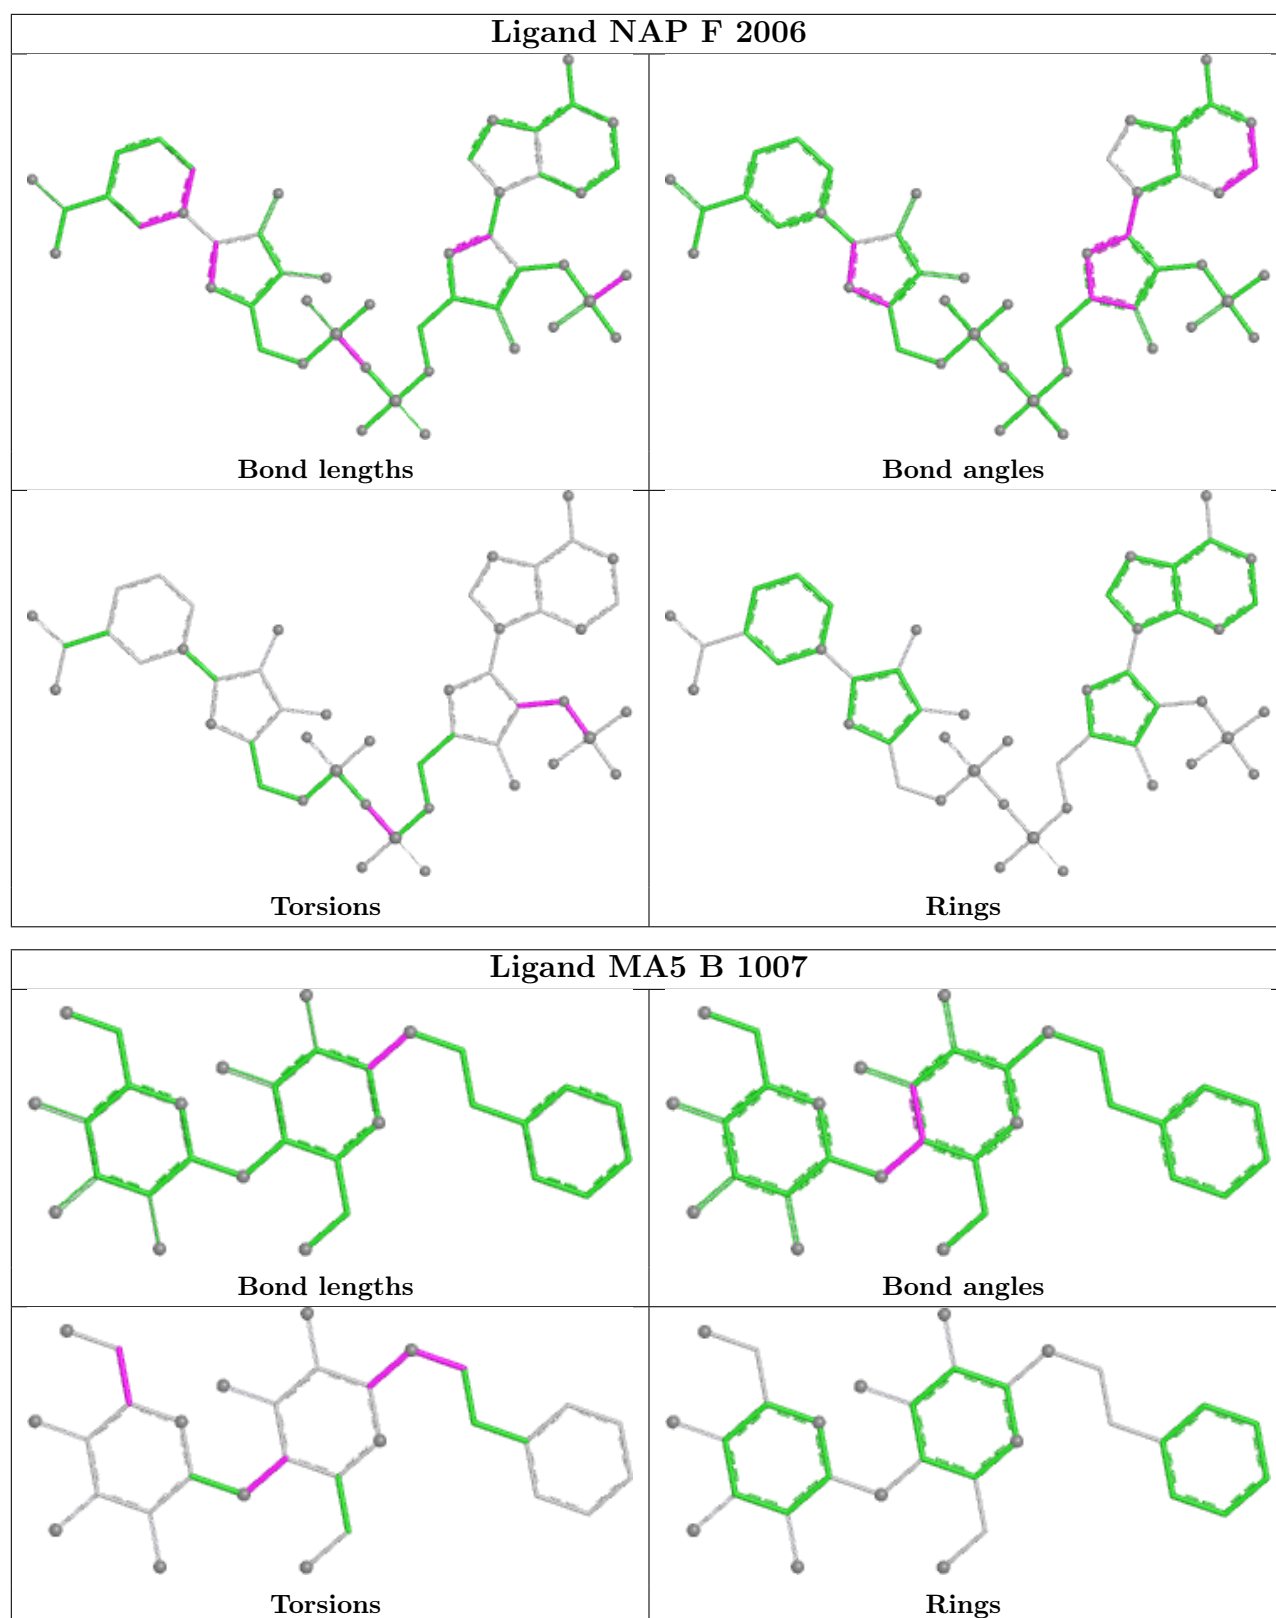 Ligand NAP F 2006
Bond lengths
Bond angles
Torsions
Rings
Ligand MA5 B 1007
Bond lengths
Bond angles
Torsions
Rings